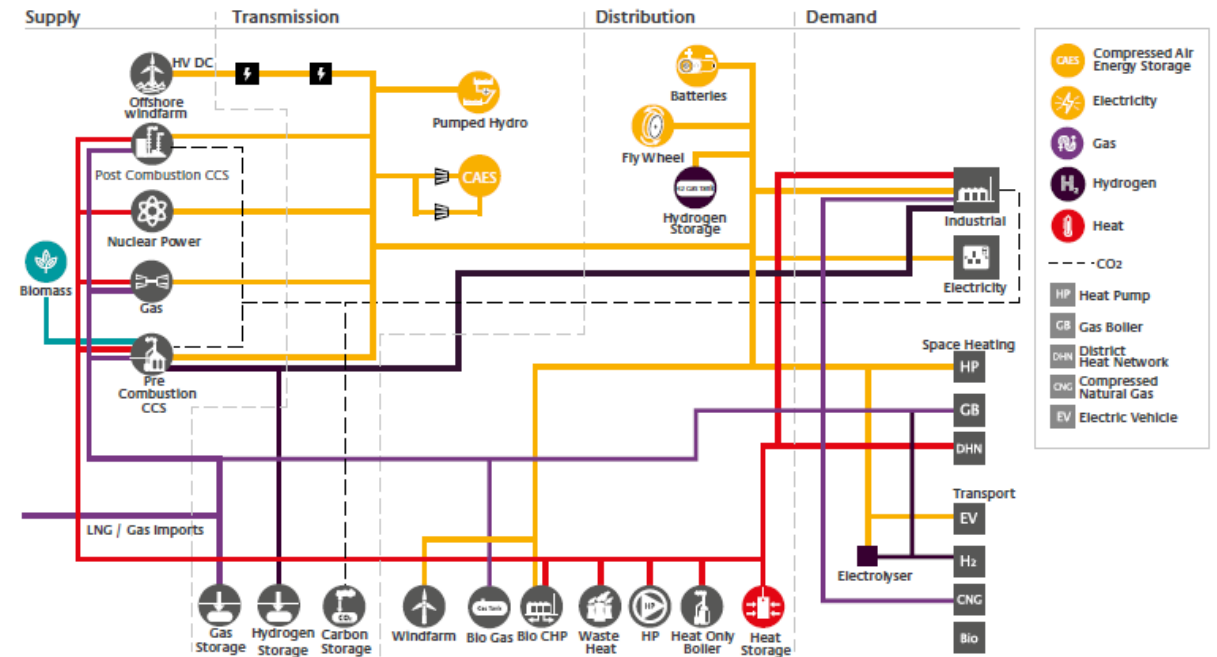 Supply
Transmission
Distribution
Demand
HV DC
Offshore
windfarm
Post Combustion CCS
Nuclear Power
Biomass
Gas
Pre
Combustion
CCS
LNG / Gas Imports
Pumped Hydro
CAES
Batteries
Fly Wheel
H2 Gas Tank
Hydrogen
Storage
Industrial
Electricity
Space Heating
HP
GB
DHN
Transport
EV
H2
CNG
Bio
Electrolyser
Gas
Storage
Hydrogen
Storage
CO2
Carbon
Storage
Windfarm
Gas Tank
Bio Gas
Bio CHP
Waste
Heat
HP
HP
Heat Only
Boiler
Heat
Storage
CAES
Compressed Air
Energy Storage
Electricity
Gas
H2
Hydrogen
Heat
CO2
HP
Heat Pump
GB
Gas Boiler
DHN
District
Heat Network
CNG
Compressed
Natural Gas
EV
Electric Vehicle